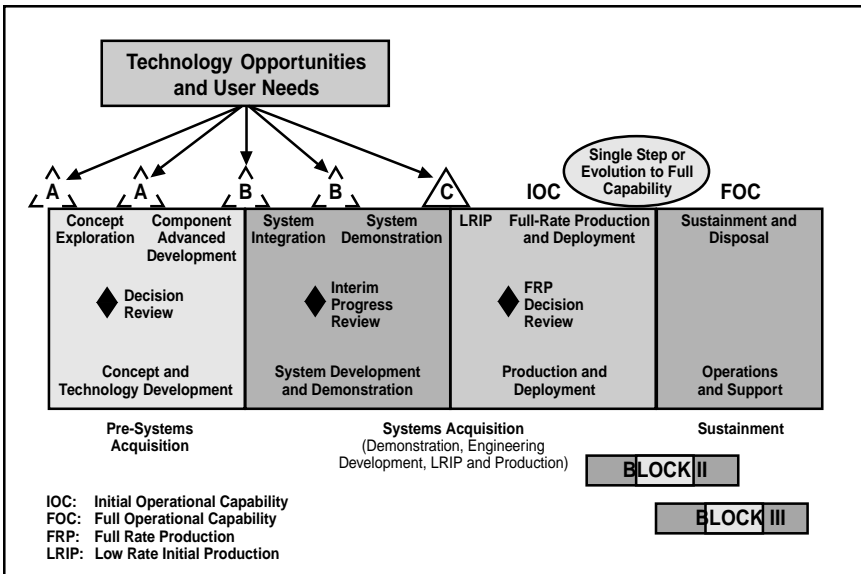 Technology Opportunities
and User Needs
A
A
B
B
C
IOC
Single Step or
Evolution to Full
Capability
FOC
Concept
Exploration
Component
Advanced
Development
System
Integration
System
Demonstration
LRIP
Full-Rate Production
and Deployment
Sustainment and
Disposal
Decision
Review
Interim
Progress
Review
FRP
Decision
Review
Concept and
Technology Development
System Development
and Demonstration
Production and
Deployment
Operations
and Support
Pre-Systems
Acquisition
Systems Acquisition
(Demonstration, Engineering
Development, LRIP and Production)
Sustainment
BLOCK II
BLOCK III
IOC: Initial Operational Capability
FOC: Full Operational Capability
FRP: Full Rate Production
LRIP: Low Rate Initial Production